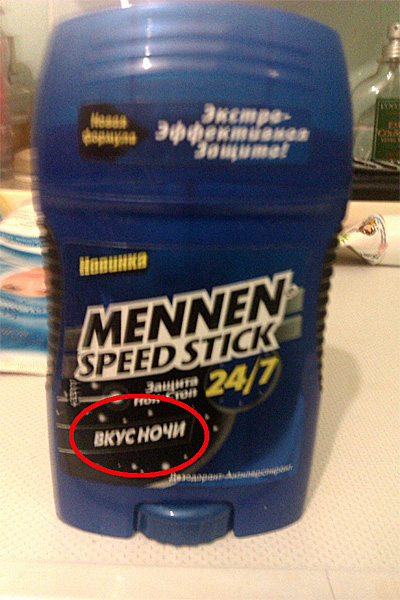 Новая
формула
Экстра-
Эффективная
Защита!
Новинка
MENNEN
SPEED STICK
Защита
Нон-Стоп
24/7
ВКУС НОЧИ
Дезодорант-Антиперспирант